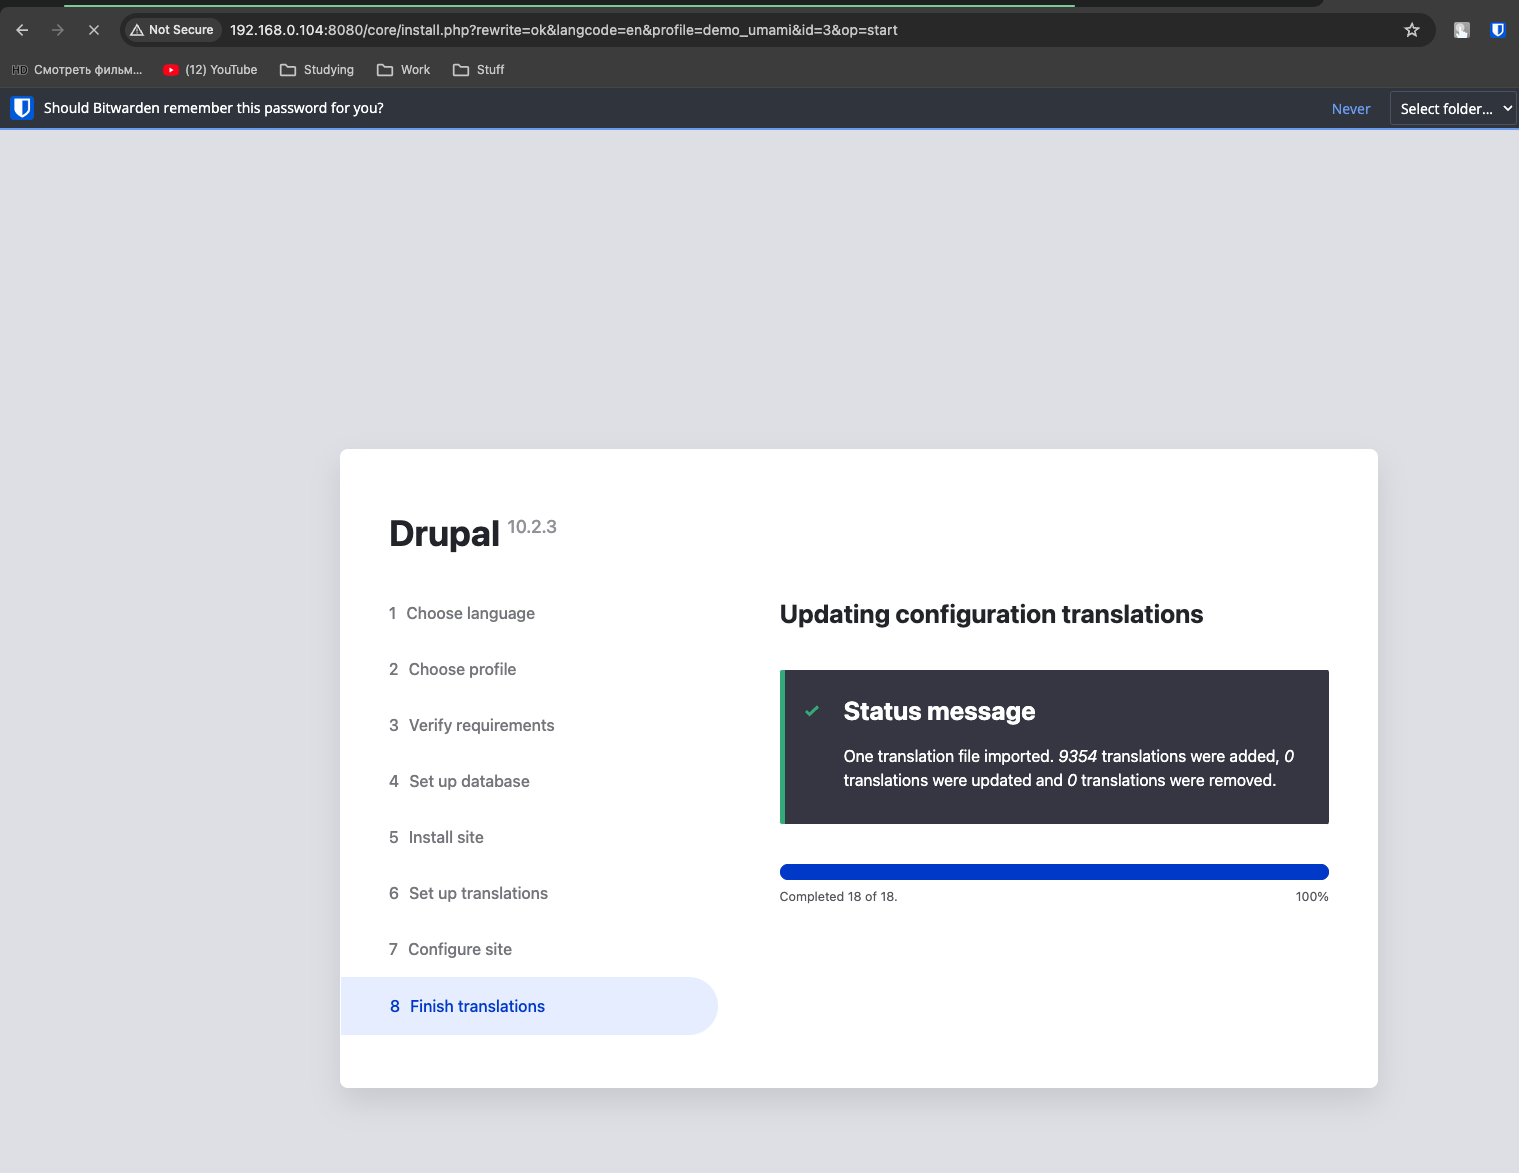 Not Secure 192.168.0.104:8080/core/install.php?rewrite=ok&langcode=en&profile=demo_umami&id=3&op=start
HD Смотреть фильм... (12) YouTube Studying Work Stuff
Should Bitwarden remember this password for you? Never Select folder...
Drupal 10.2.3
1 Choose language
2 Choose profile
3 Verify requirements
4 Set up database
5 Install site
6 Set up translations
7 Configure site
8 Finish translations
Updating configuration translations
Status message
One translation file imported. 9354 translations were added, 0
translations were updated and 0 translations were removed.
Completed 18 of 18. 100%